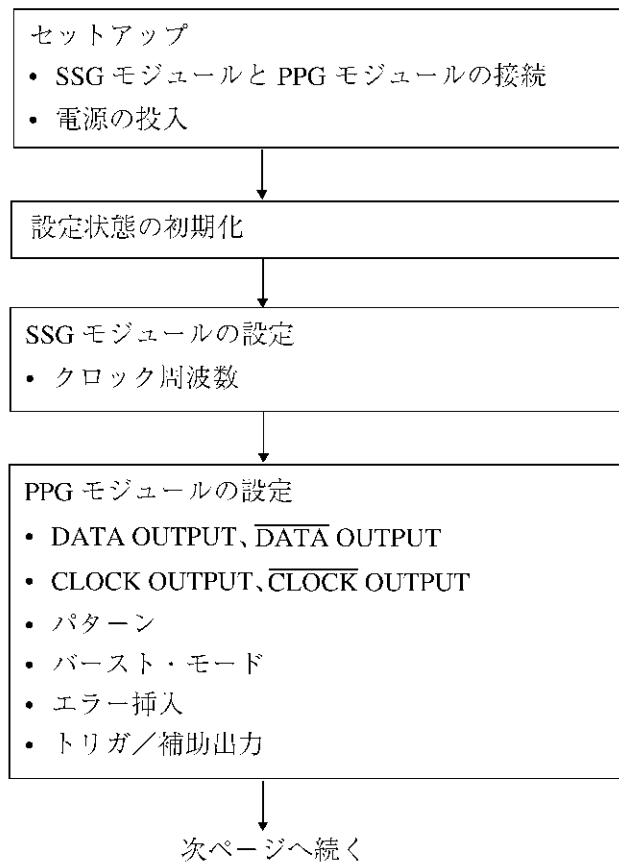 セットアップ
• SSG モジュールと PPG モジュールの接続
• 電源の投入
設定状態の初期化
SSG モジュールの設定
• クロック周波数
PPG モジュールの設定
• DATA OUTPUT、D̅A̅T̅A̅ OUTPUT
• CLOCK OUTPUT、C̅L̅O̅C̅K̅ OUTPUT
• パターン
• バースト・モード
• エラー挿入
• トリガ／補助出力
次ページへ続く